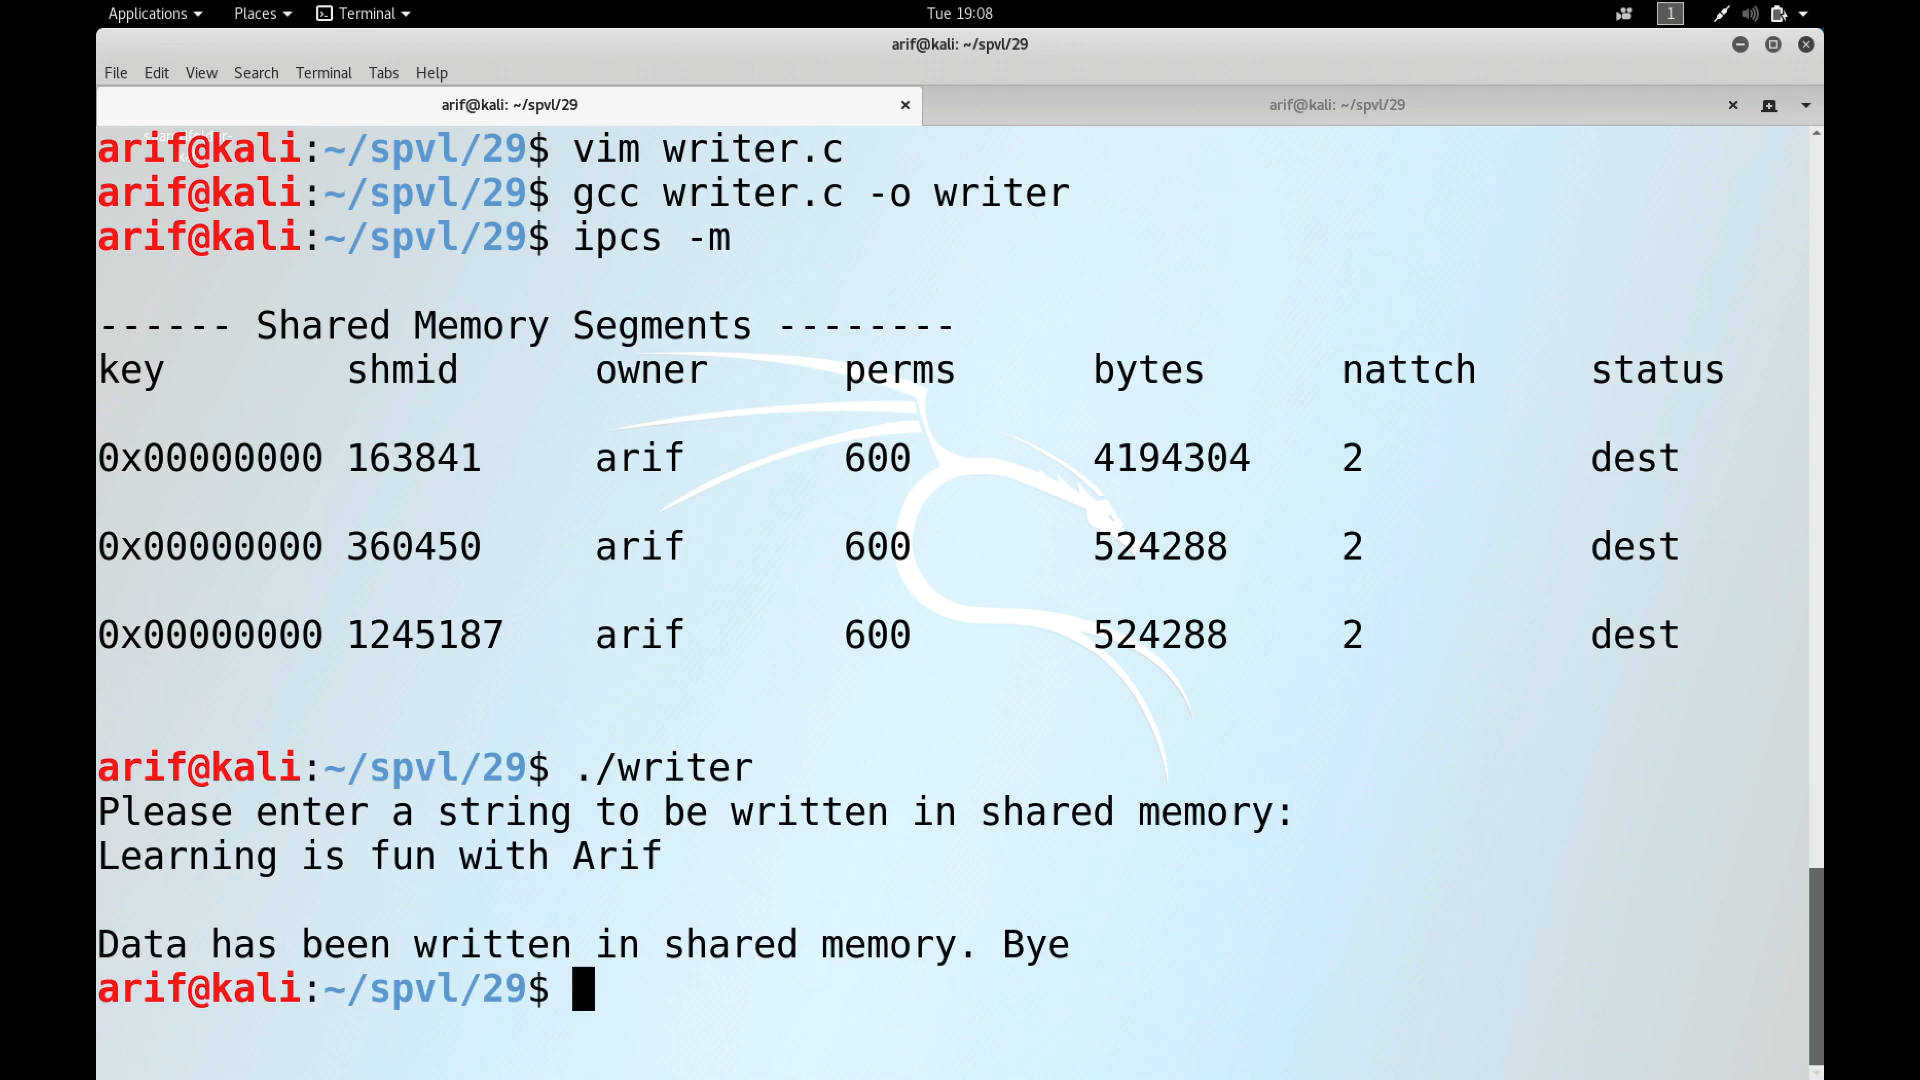 Applications Places Terminal Tue 19:08 1
arif@kali: ~/spvl/29
File Edit View Search Terminal Tabs Help
arif@kali: ~/spvl/29 arif@kali: ~/spvl/29
arif@kali:~/spvl/29$ vim writer.c
arif@kali:~/spvl/29$ gcc writer.c -o writer
arif@kali:~/spvl/29$ ipcs -m
------ Shared Memory Segments --------
key shmid owner perms bytes nattch status
0x00000000 163841 arif 600 4194304 2 dest
0x00000000 360450 arif 600 524288 2 dest
0x00000000 1245187 arif 600 524288 2 dest
arif@kali:~/spvl/29$ ./writer
Please enter a string to be written in shared memory:
Learning is fun with Arif
Data has been written in shared memory. Bye
arif@kali:~/spvl/29$